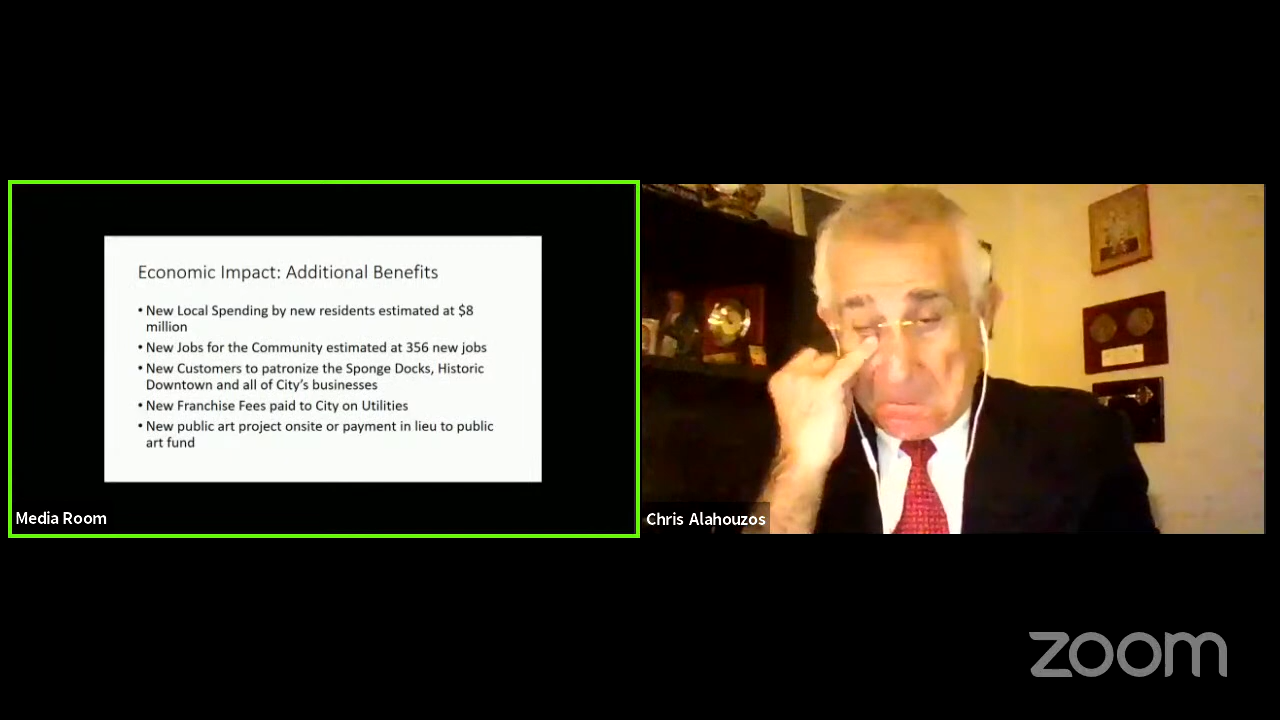 Economic Impact: Additional Benefits
• New Local Spending by new residents estimated at $8
million
• New Jobs for the Community estimated at 356 new jobs
• New Customers to patronize the Sponge Docks, Historic
Downtown and all of City's businesses
• New Franchise Fees paid to City on Utilities
• New public art project onsite or payment in lieu to public
art fund
Media Room
Chris Alahouzos
zoom